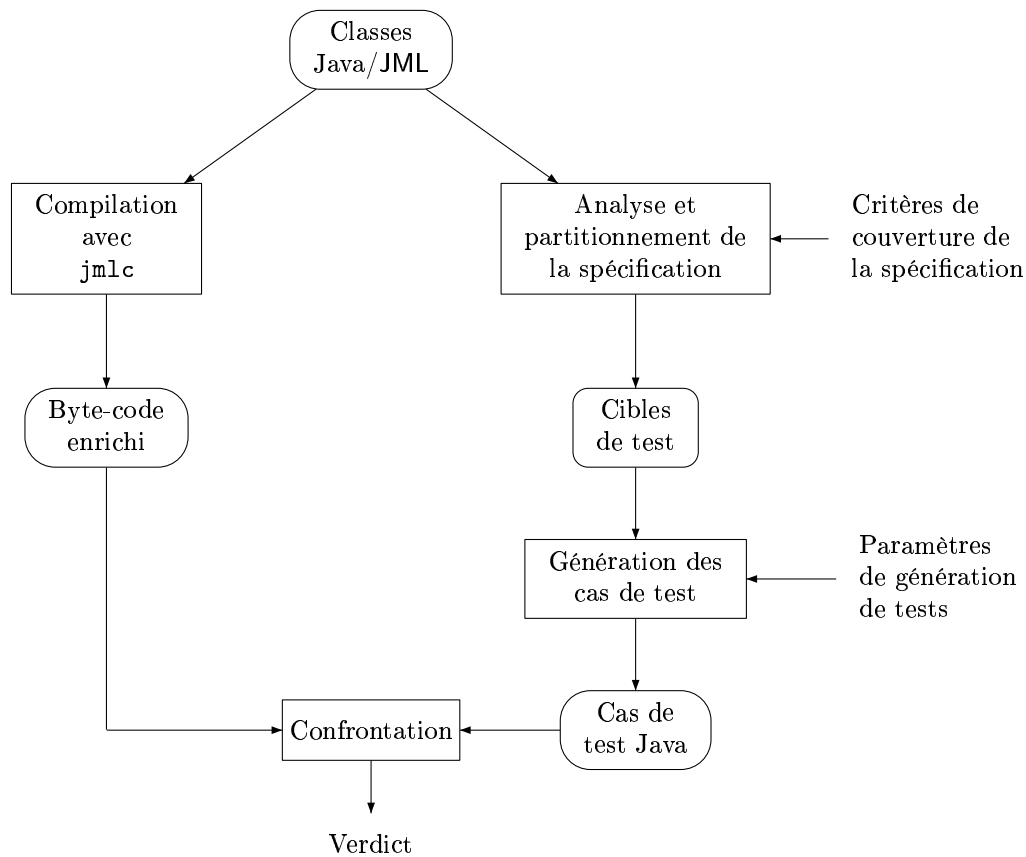 Classes
Java/JML
Compilation
avec
jmlc
Analyse et
partitionnement de
la spécification
Critères de
couverture de
la spécification
Byte-code
enrichi
Cibles
de test
Génération des
cas de test
Paramètres
de génération
de tests
Confrontation
Cas de
test Java
Verdict